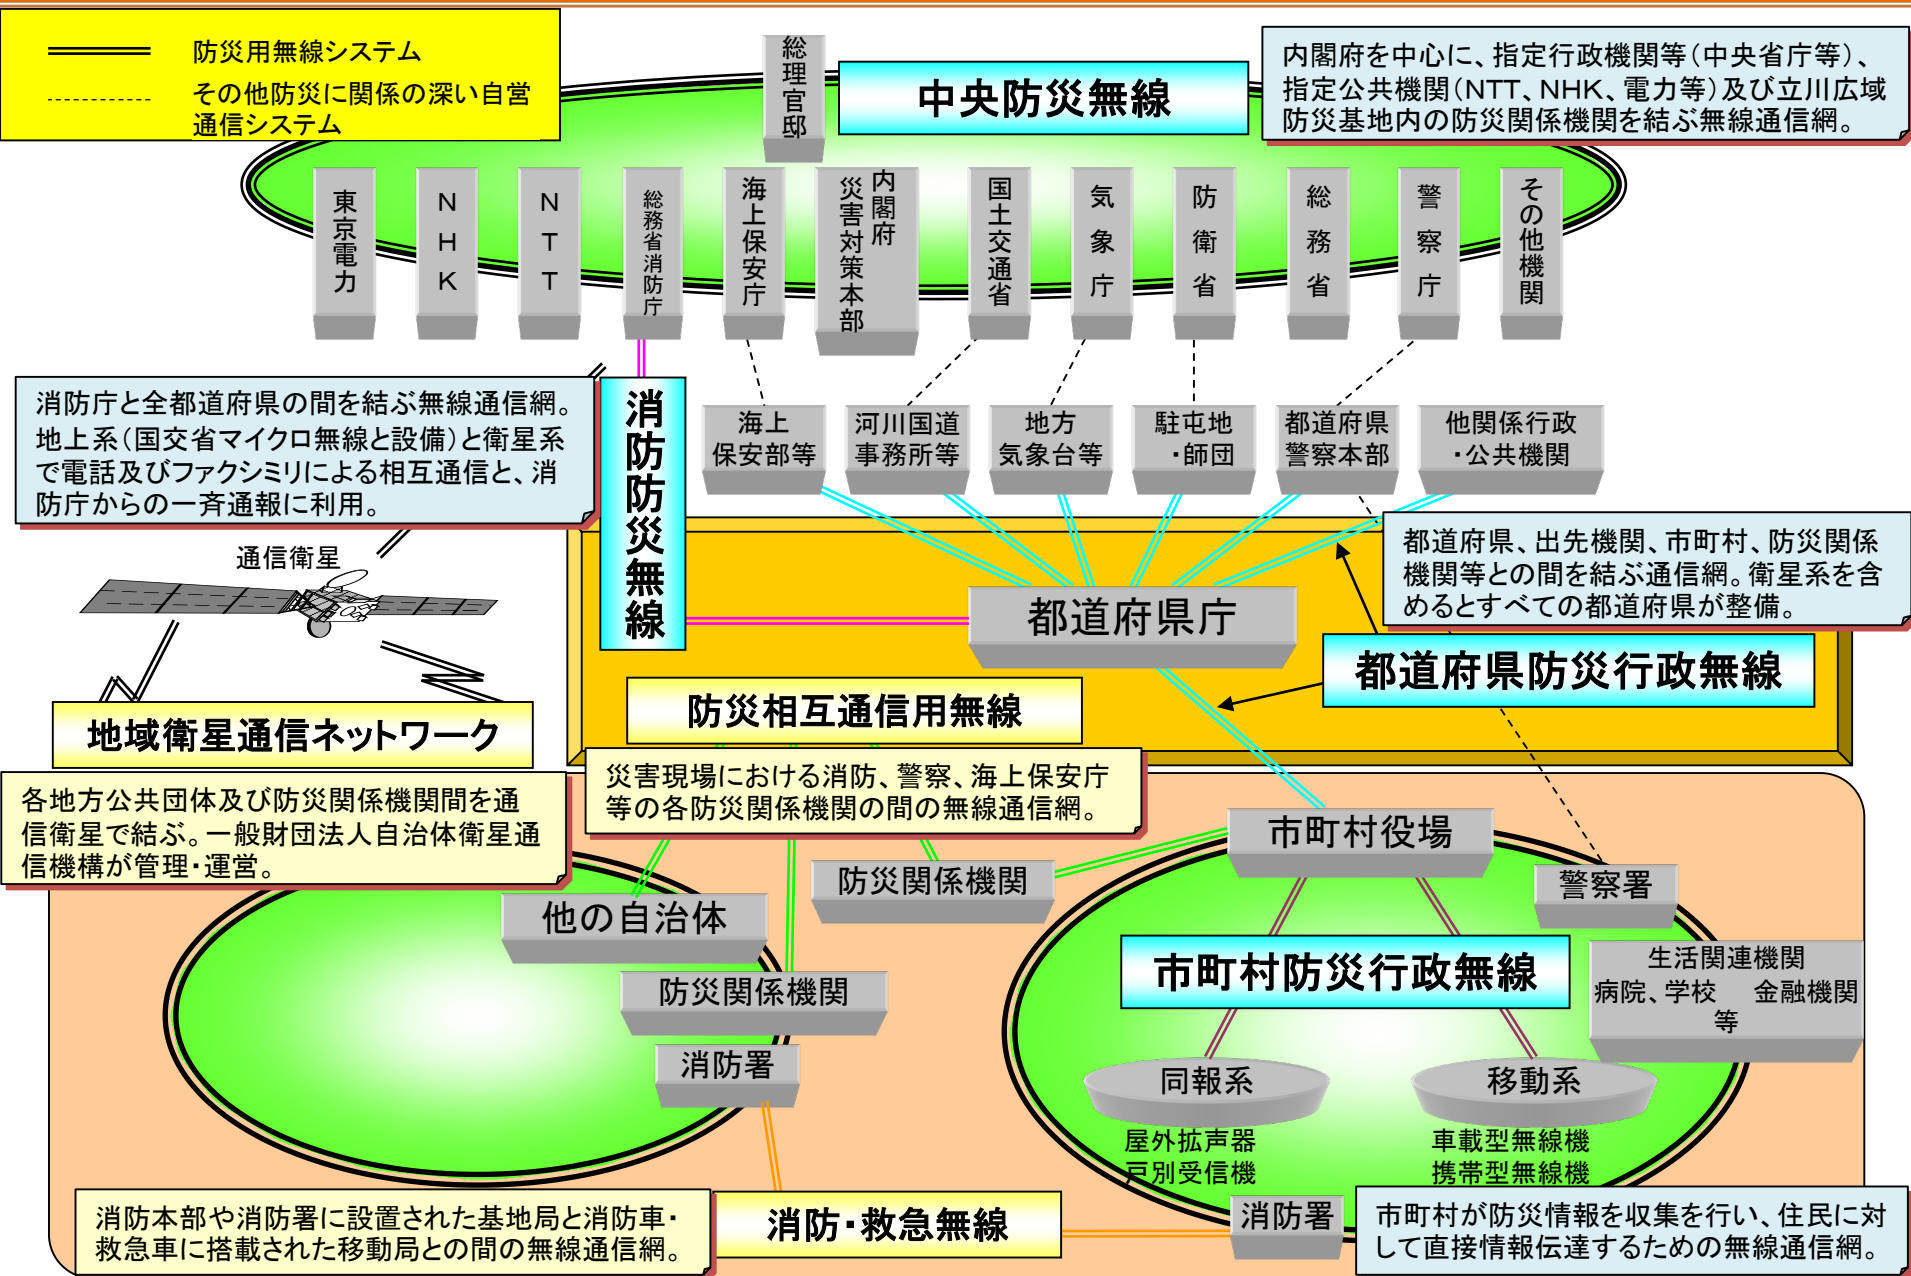 防災用無線システム
その他防災に関係の深い自営
通信システム
総理官邸
中央防災無線
内閣府を中心に、指定行政機関等(中央省庁等)、
指定公共機関(NTT、NHK、電力等)及び立川広域
防災基地内の防災関係機関を結ぶ無線通信網。
東京電力
NHK
NTT
総務省消防庁
海上保安庁
内閣府
災害対策本部
国土交通省
気象庁
防衛省
総務省
警察庁
その他機関
消防庁と全都道府県の間を結ぶ無線通信網。
地上系(国交省マイクロ無線と設備)と衛星系
で電話及びファクシミリによる相互通信と、消
防庁からの一斉通報に利用。
消防防災無線
海上
保安部等
河川国道
事務所等
地方
気象台等
駐屯地
・師団
都道府県
警察本部
他関係行政
・公共機関
通信衛星
都道府県、出先機関、市町村、防災関係
機関等との間を結ぶ通信網。衛星系を含
めるとすべての都道府県が整備。
都道府県庁
都道府県防災行政無線
防災相互通信用無線
地域衛星通信ネットワーク
災害現場における消防、警察、海上保安庁
等の各防災関係機関の間の無線通信網。
各地方公共団体及び防災関係機関間を通
信衛星で結ぶ。一般財団法人自治体衛星通
信機構が管理・運営。
市町村役場
防災関係機関
警察署
他の自治体
市町村防災行政無線
生活関連機関
病院、学校 金融機関
等
防災関係機関
消防署
同報系
移動系
屋外拡声器
戸別受信機
車載型無線機
携帯型無線機
消防本部や消防署に設置された基地局と消防車・
救急車に搭載された移動局との間の無線通信網。
消防・救急無線
消防署
市町村が防災情報を収集を行い、住民に対
して直接情報伝達するための無線通信網。